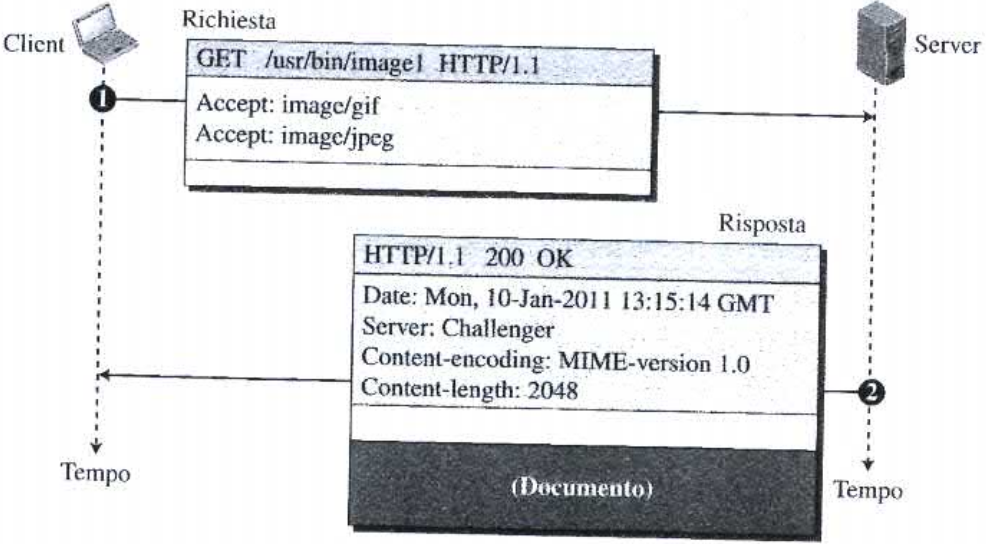 Richiesta
Client
Server
GET /usr/bin/image1 HTTP/1.1
1
Accept: image/gif
Accept: image/jpeg
Risposta
HTTP/1.1 200 OK
Date: Mon, 10-Jan-2011 13:15:14 GMT
Server: Challenger
Content-encoding: MIME-version 1.0
Content-length: 2048
2
Tempo
(Documento)
Tempo